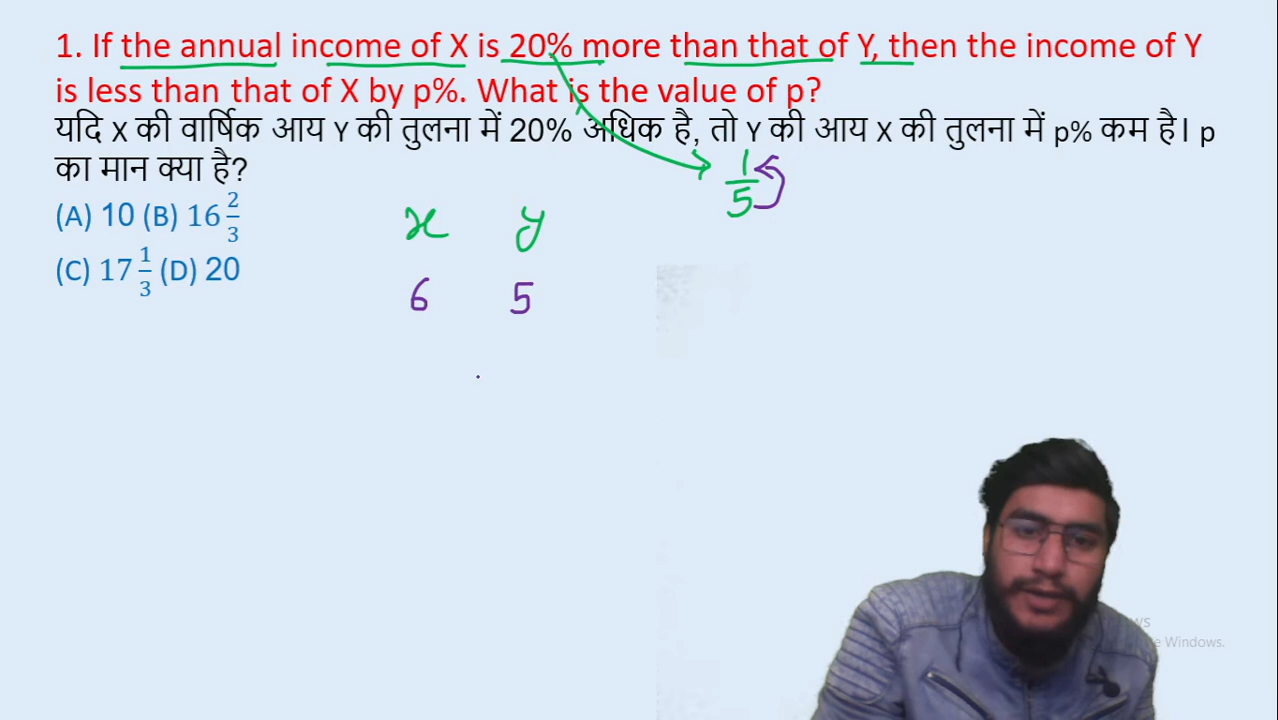 1. If the annual income of X is 20% more than that of Y, then the income of Y
is less than that of X by p%. What is the value of p?
यदि X की वार्षिक आय Y की तुलना में 20% अधिक है, तो Y की आय X की तुलना में p% कम है। p
का मान क्या है?
(A) 10 (B) 16 2/3
(C) 17 1/3 (D) 20
1/5
x y
6 5
Windows.